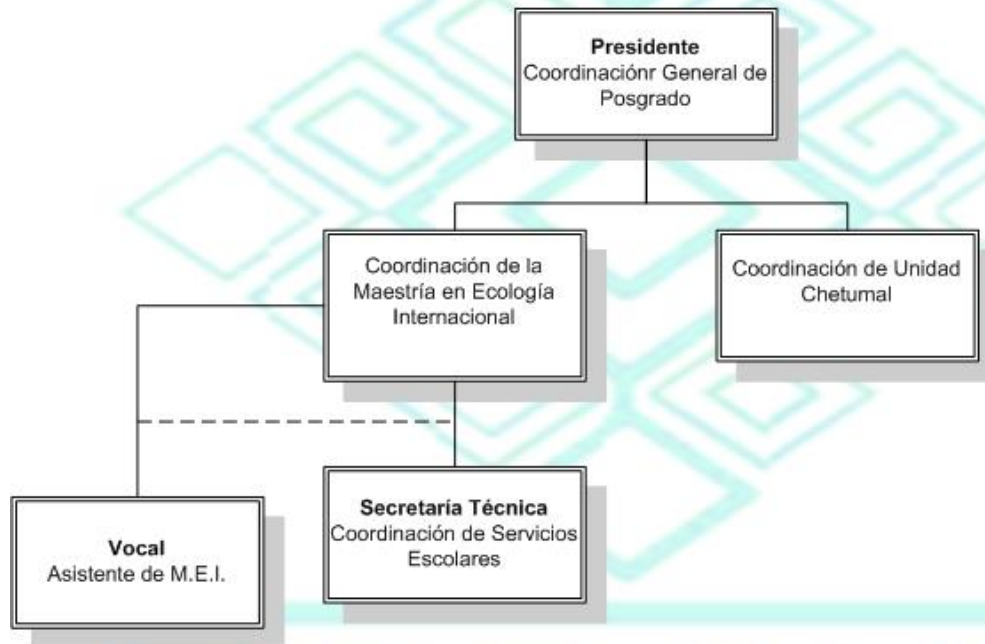 Presidente
Coordinaciónr General de
Posgrado
Coordinación de la
Maestría en Ecología
Internacional
Coordinación de Unidad
Chetumal
Vocal
Asistente de M.E.I.
Secretaría Técnica
Coordinación de Servicios
Escolares